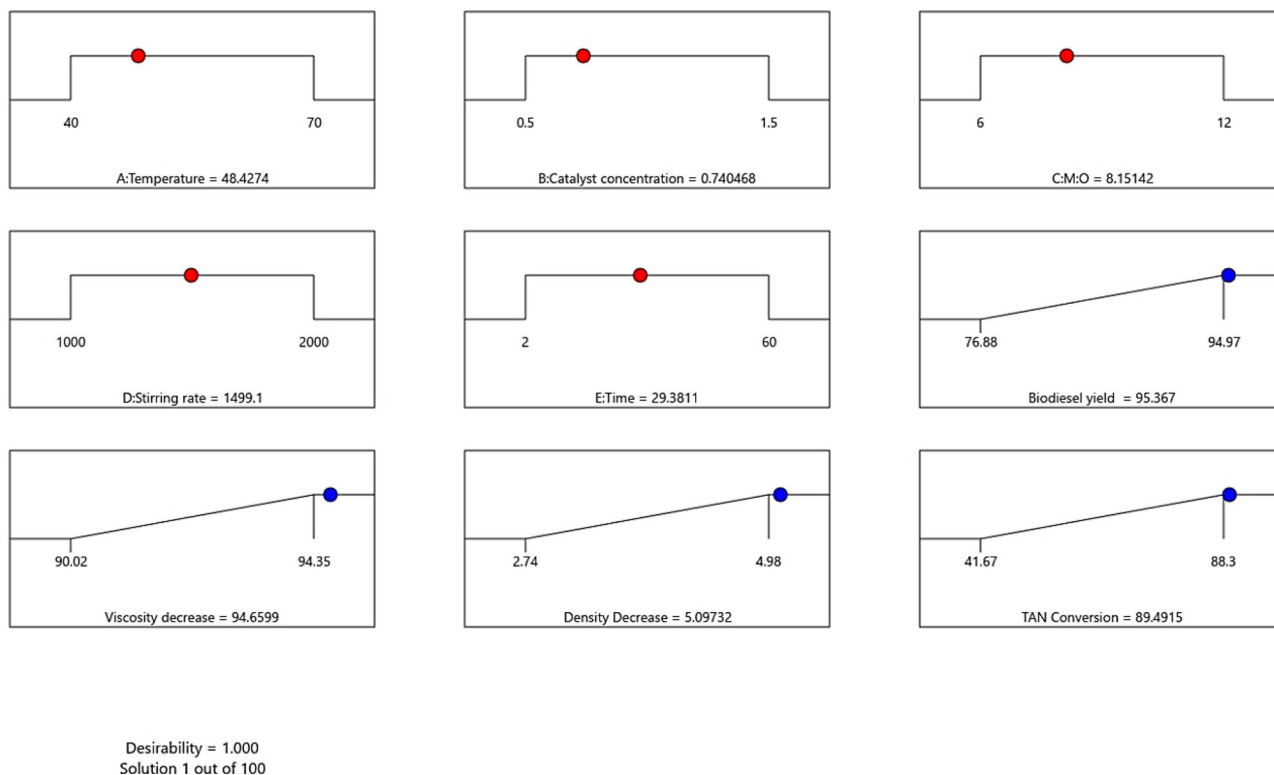 40 70
A:Temperature = 48.4274
0.5 1.5
B:Catalyst concentration = 0.740468
6 12
C:M:O = 8.15142
1000 2000
D:Stirring rate = 1499.1
2 60
E:Time = 29.3811
76.88 94.97
Biodiesel yield = 95.367
90.02 94.35
Viscosity decrease = 94.6599
2.74 4.98
Density Decrease = 5.09732
41.67 88.3
TAN Conversion = 89.4915
Desirability = 1.000
Solution 1 out of 100